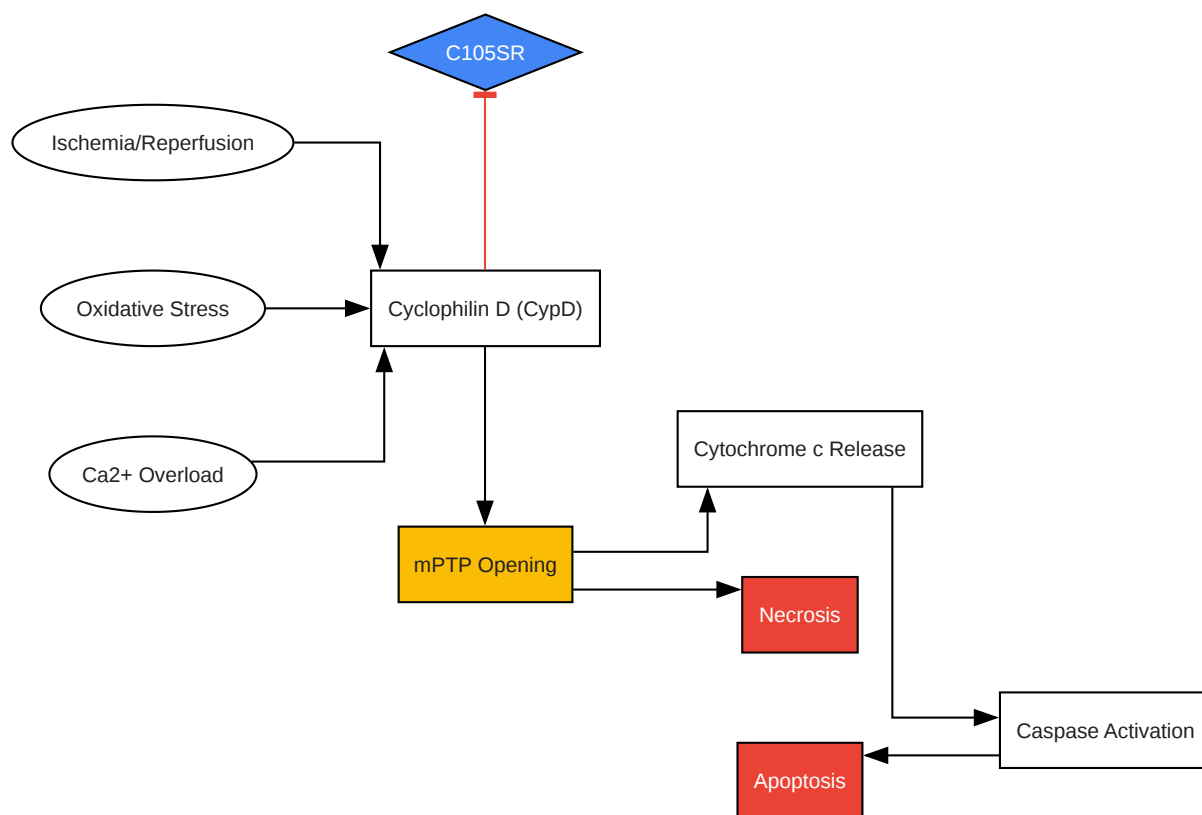 C105SR
Ischemia/Reperfusion
Oxidative Stress
Cyclophilin D (CypD)
Ca2+ Overload
Cytochrome c Release
mPTP Opening
Necrosis
Caspase Activation
Apoptosis